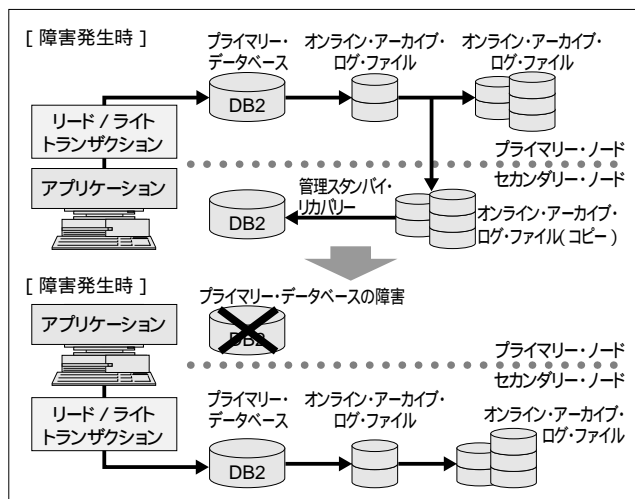 [ 障害発生時 ]
プライマリー・
データベース
オンライン・アーカイブ・
ログ・ファイル
オンライン・アーカイブ・
ログ・ファイル
DB2
リード / ライト
トランザクション
プライマリー・ノード
セカンダリー・ノード
アプリケーション
管理スタンバイ・
リカバリー
DB2
オンライン・アーカイブ・
ログ・ファイル(コピー)
[ 障害発生時 ]
プライマリー・データベースの障害
アプリケーション
DB2
プライマリー・ノード
セカンダリー・ノード
リード / ライト
トランザクション
プライマリー・
データベース
オンライン・アーカイブ・
ログ・ファイル
オンライン・アーカイブ・
ログ・ファイル
DB2